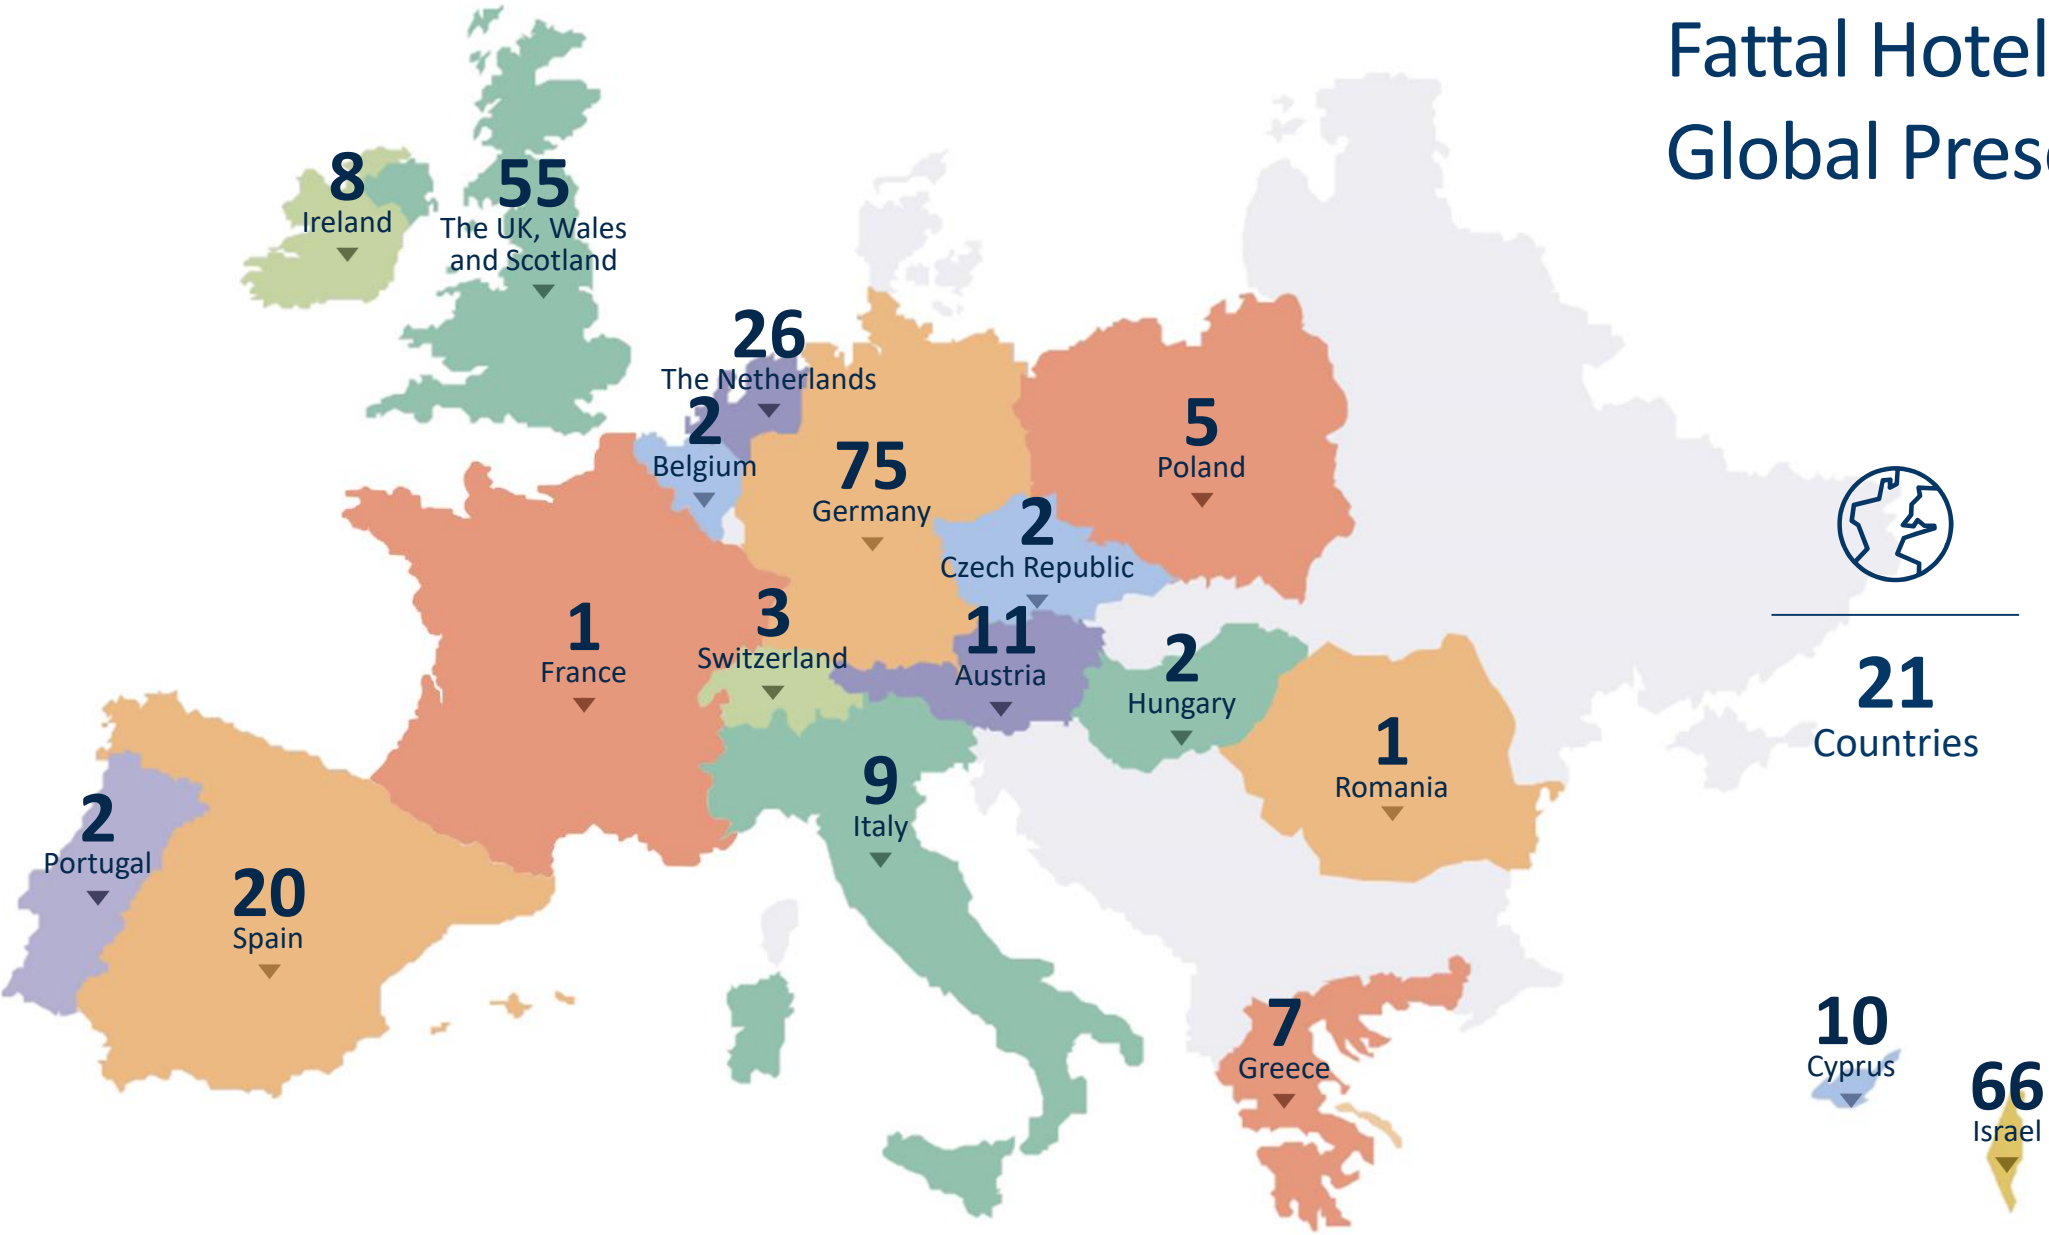 Fattal Hotel
Global Pres
8
Ireland
55
The UK, Wales
and Scotland
26
The Netherlands
2
Belgium
75
Germany
5
Poland
2
Czech Republic
1
France
3
Switzerland
11
Austria
2
Hungary
1
Romania
21
Countries
9
Italy
2
Portugal
20
Spain
7
Greece
10
Cyprus
66
Israel